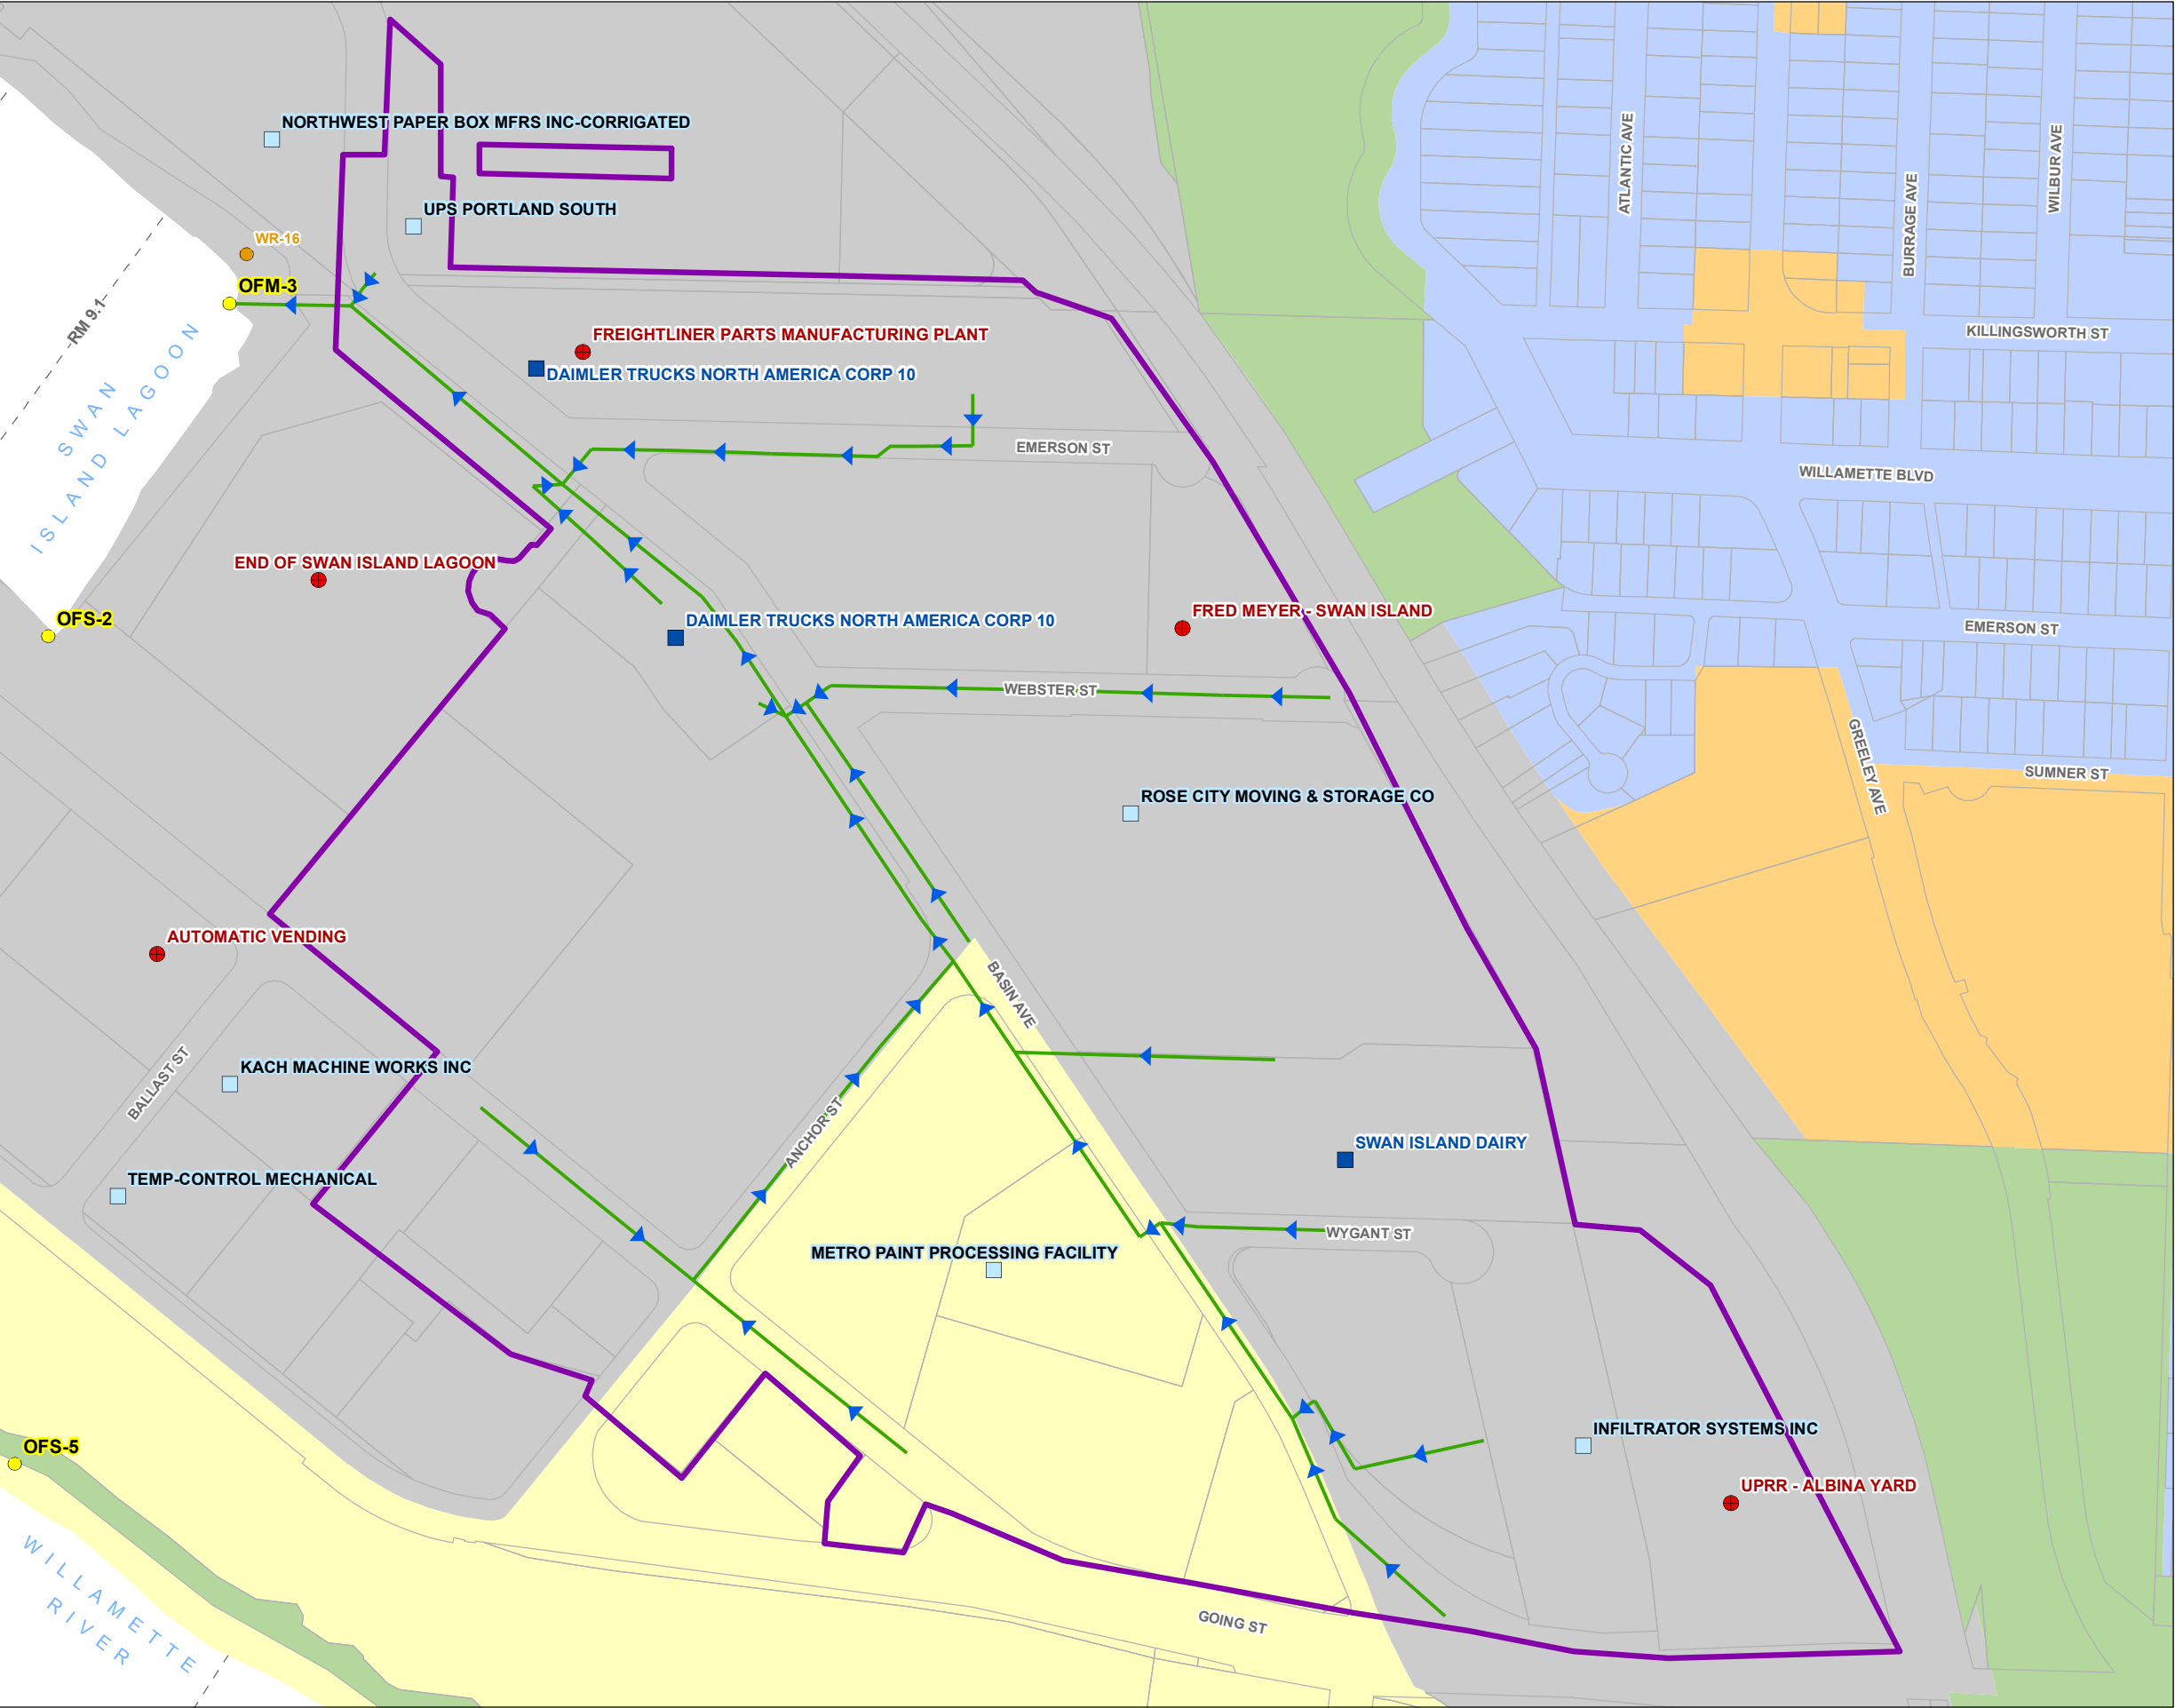 NORTHWEST PAPER BOX MFRS INC-CORRIGATED
UPS PORTLAND SOUTH
WR-16
OFM-3
RM 9.1
SWAN
ISLAND LAGOON
FREIGHTLINER PARTS MANUFACTURING PLANT
DAIMLER TRUCKS NORTH AMERICA CORP 10
EMERSON ST
ATLANTIC AVE
BURRAGE AVE
WILBUR AVE
KILLINGSWORTH ST
WILLAMETTE BLVD
END OF SWAN ISLAND LAGOON
OFS-2
DAIMLER TRUCKS NORTH AMERICA CORP 10
FRED MEYER - SWAN ISLAND
EMERSON ST
WEBSTER ST
GREELEY AVE
SUMNER ST
ROSE CITY MOVING & STORAGE CO
AUTOMATIC VENDING
BASIN AVE
BALLAST ST
KACH MACHINE WORKS INC
ANCHOR ST
SWAN ISLAND DAIRY
TEMP-CONTROL MECHANICAL
WYGANT ST
METRO PAINT PROCESSING FACILITY
INFILTRATOR SYSTEMS INC
OFS-5
UPRR - ALBINA YARD
WILLAMETTE
RIVER
GOING ST